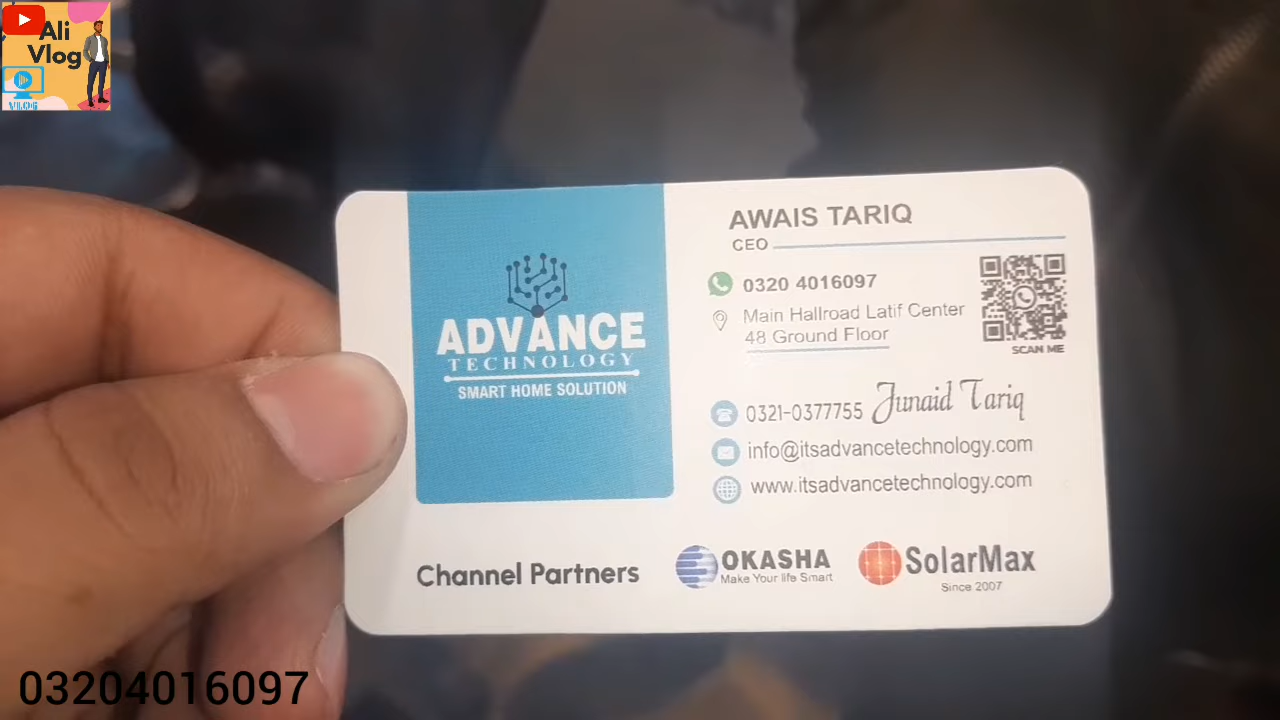 Ali
Vlog
VLOG
AWAIS TARIQ
CEO
0320 4016097
Main Hallroad Latif Center
48 Ground Floor
SCAN ME
ADVANCE
TECHNOLOGY
SMART HOME SOLUTION
0321-0377755 Junaid Tariq
info@itsadvancetechnology.com
www.itsadvancetechnology.com
Channel Partners
OKASHA
Make Your life Smart
SolarMax
Since 2007
03204016097